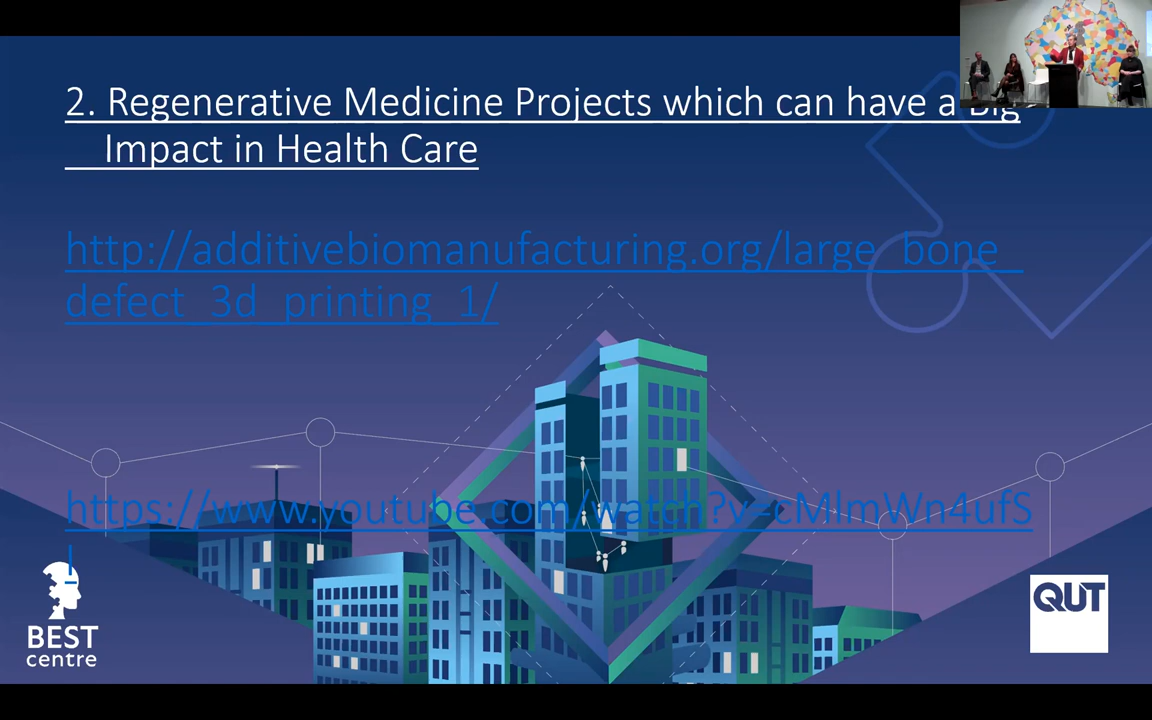 2. Regenerative Medicine Projects which can have a Big
Impact in Health Care
http://additivebiomanufacturing.org/large_bone_
defect_3d_printing_1/
https://www.youtube.com/watch?v=cMlmWn4ufS
I
BEST
centre
QUT